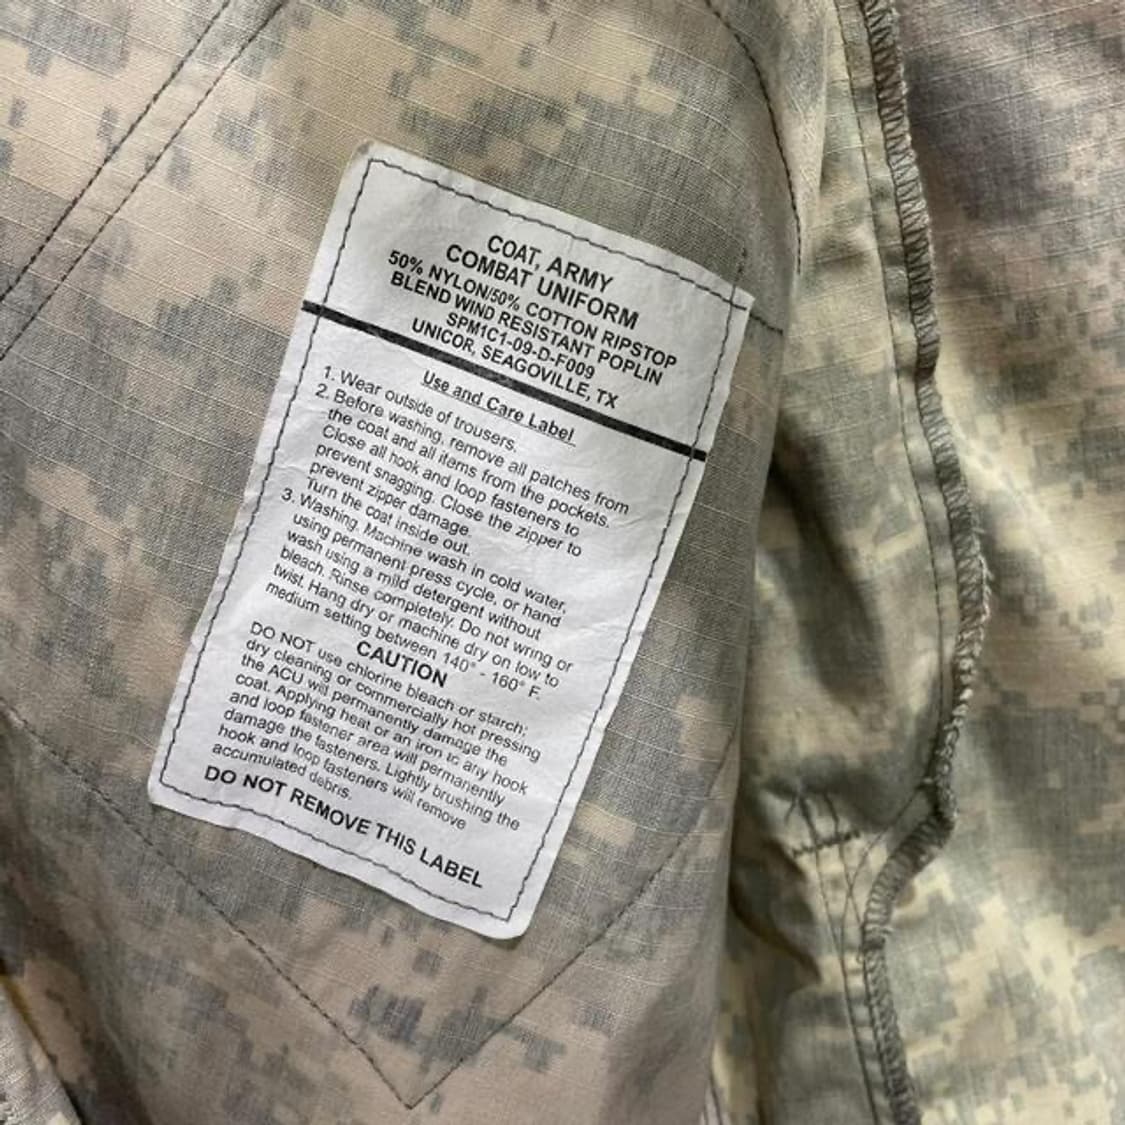 COAT, ARMY
COMBAT UNIFORM
50% NYLON/50% COTTON RIPSTOP
BLEND WIND RESISTANT POPLIN
SPM1C1-09-D-F009
UNICOR, SEAGOVILLE, TX
Use and Care Label
1. Wear outside of trousers.
2. Before washing, remove all patches from
the coat and all items from the pockets.
Close all hook and loop fasteners to
prevent snagging. Close the zipper to
prevent zipper damage.
Turn the coat inside out.
3. Washing. Machine wash in cold water,
using permanent press cycle, or hand
wash using a mild detergent without
bleach. Rinse completely. Do not wring or
twist. Hang dry or machine dry on low to
medium setting between 140° - 160° F.
CAUTION
DO NOT use chlorine bleach or starch;
dry cleaning or commercially hot pressing
the ACU will permanently damage the
coat. Applying heat or an iron to any hook
and loop fastener area will permanently
damage the fasteners. Lightly brushing the
hook and loop fasteners will remove
accumulated debris.
DO NOT REMOVE THIS LABEL